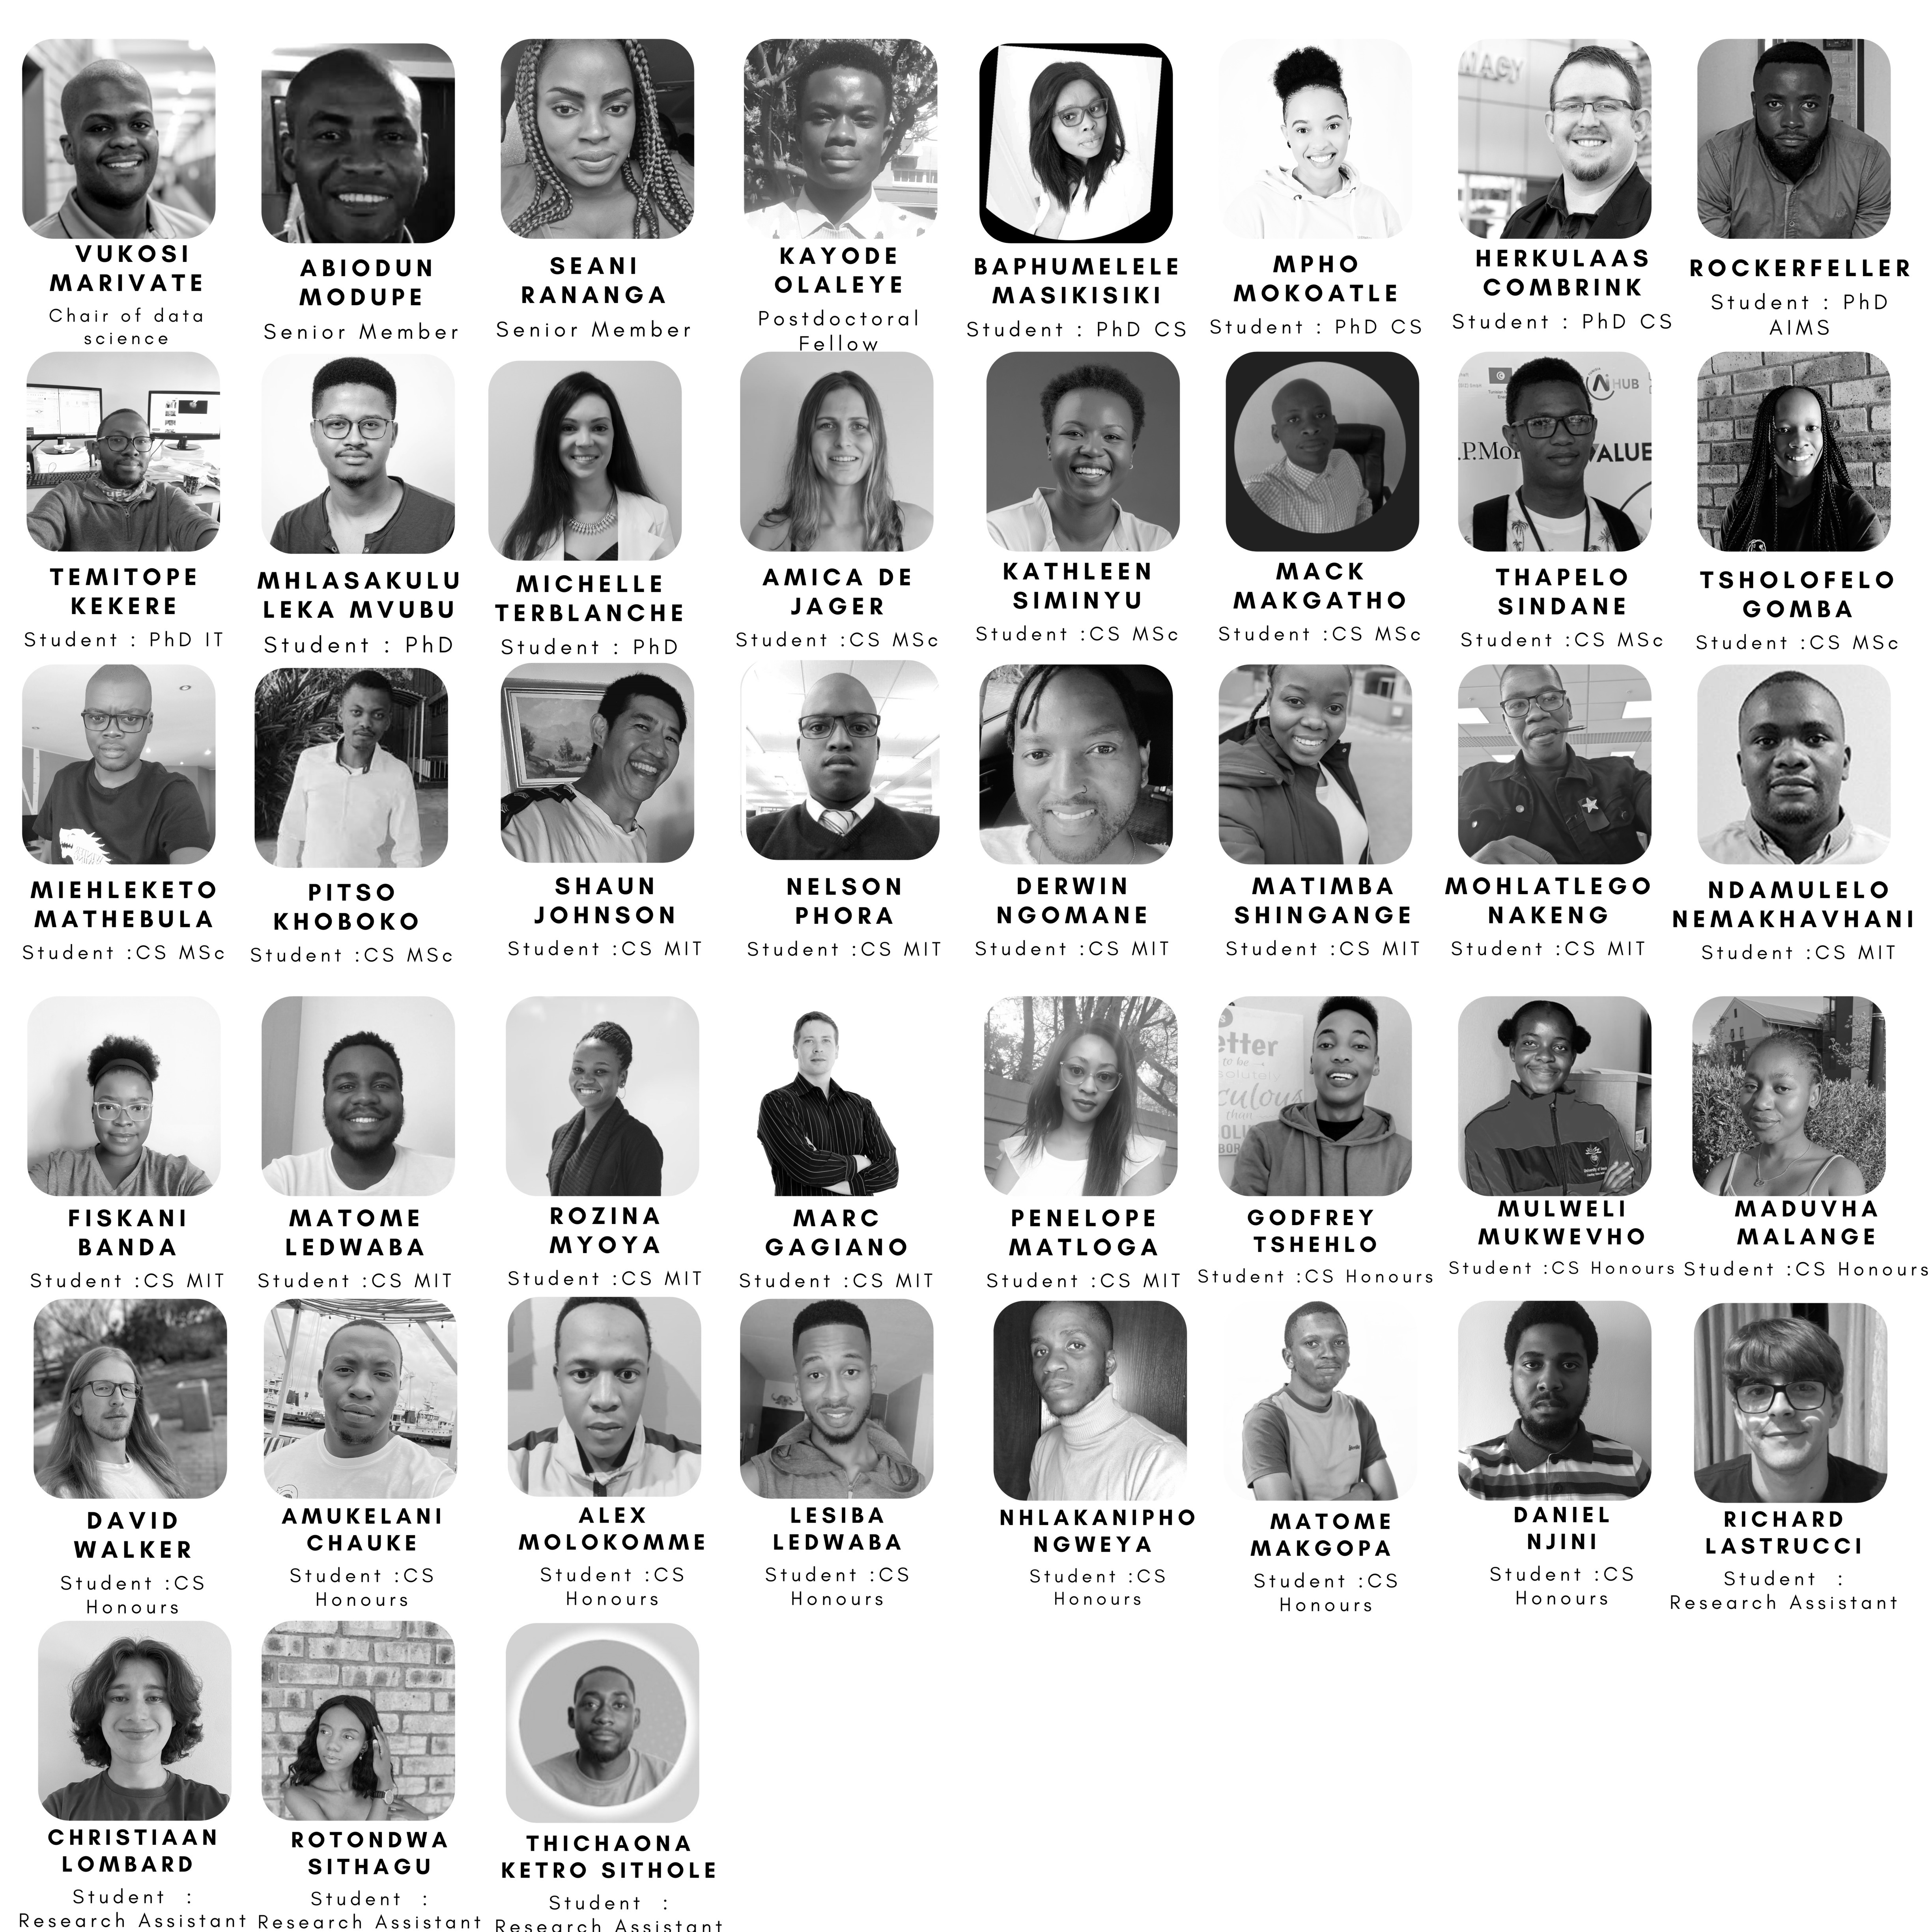 VUKOSI
MARIVATE
Chair of data
science
ABIODUN
MODUPE
Senior Member
SEANI
RANANGA
Senior Member
KAYODE
OLALEYE
Postdoctoral
Fellow
BAPHUMELELE
MASIKISIKI
Student : PhD CS
MPHO
MOKOATLE
Student : PhD CS
HERKULAAS
COMBRINK
Student : PhD CS
ROCKERFELLER
Student : PhD
AIMS
TEMITOPE
KEKERE
Student : PhD IT
MHLASAKULU
LEKA MVUBU
Student : PhD
MICHELLE
TERBLANCHE
Student : PhD
AMICA DE
JAGER
Student :CS MSc
KATHLEEN
SIMINYU
Student :CS MSc
MACK
MAKGATHO
Student :CS MSc
HUB
ALUE
THAPELO
SINDANE
Student :CS MSc
TSHOLOFELO
GOMBA
Student :CS MSc
MIEHLEKETO
MATHEBULA
Student :CS MSc
PITSO
KHOBOKO
Student :CS MSc
SHAUN
JOHNSON
Student :CS MIT
NELSON
PHORA
Student :CS MIT
DERWIN
NGOMANE
Student :CS MIT
MATIMBA
SHINGANGE
Student :CS MIT
MOHLATLEGO
NAKENG
Student :CS MIT
NDAMULELO
NEMAKHAVHANI
Student :CS MIT
FISKANI
BANDA
Student :CS MIT
MATOME
LEDWABA
Student :CS MIT
ROZINA
MYOYA
Student :CS MIT
MARC
GAGIANO
Student :CS MIT
PENELOPE
MATLOGA
Student :CS MIT
etter
to be
solutely
culous
than
GODFREY
TSHEHLO
Student :CS Honours
MULWELI
MUKWEVHO
Student :CS Honours
MADUVHA
MALANGE
Student :CS Honours
DAVID
WALKER
Student :CS
Honours
AMUKELANI
CHAUKE
Student :CS
Honours
ALEX
MOLOKOMME
Student :CS
Honours
LESIBA
LEDWABA
Student :CS
Honours
NHLAKANIPHO
NGWEYA
Student :CS
Honours
MATOME
MAKGOPA
Student :CS
Honours
DANIEL
NJINI
Student :CS
Honours
RICHARD
LASTRUCCI
Student :
Research Assistant
CHRISTIAAN
LOMBARD
Student :
Research Assistant
ROTONDWA
SITHAGU
Student :
Research Assistant
THICHAONA
KETRO SITHOLE
Student :
Research Assistant